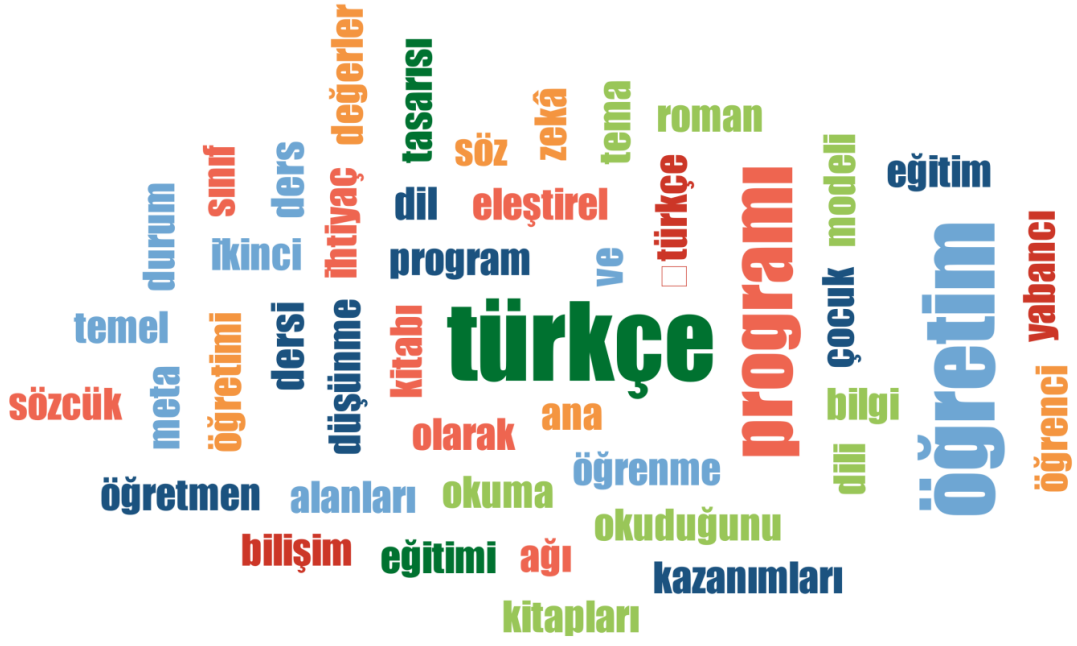 değerler
tasarısı
söz
zekâ
tema
roman
sınıf
ders
ihtiyaç
dil
eleştirel
□türkçe
programı
modeli
eğitim
durum
ikinci
program
ve
çocuk
öğretim
yabancı
temel
öğretimi
dersi
düşünme
kitabı
türkçe
sözcük
meta
olarak
ana
bilgi
dili
öğrenci
öğretmen
alanları
okuma
öğrenme
okuduğunu
bilişim
eğitimi
ağı
kazanımları
kitapları